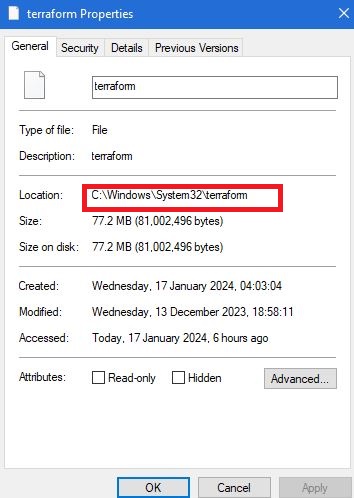 terraform Properties
General Security Details Previous Versions
terraform
Type of file: File
Description: terraform
Location: C:\Windows\System32\terraform
Size: 77.2 MB (81,002,496 bytes)
Size on disk: 77.2 MB (81,002,496 bytes)
Created: Wednesday, 17 January 2024, 04:03:04
Modified: Wednesday, 13 December 2023, 18:58:11
Accessed: Today, 17 January 2024, 6 hours ago
Attributes: Read-only Hidden Advanced...
OK Cancel Apply